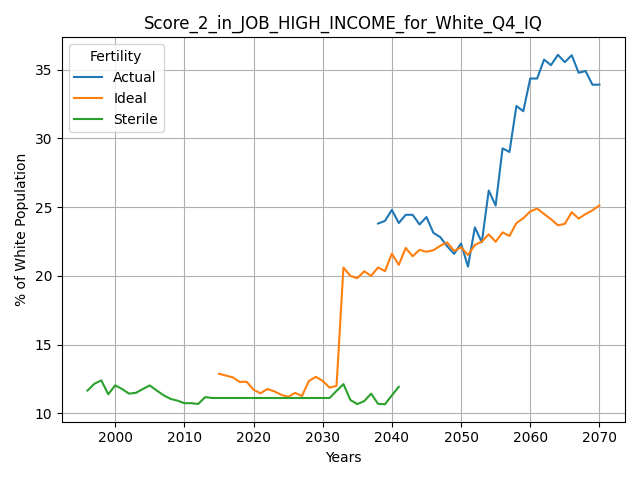 Score_2_in_JOB_HIGH_INCOME_for_White_Q4_IQ
Fertility
Actual
Ideal
Sterile
% of White Population
35
30
25
20
15
10
2000
2010
2020
2030
2040
2050
2060
2070
Years